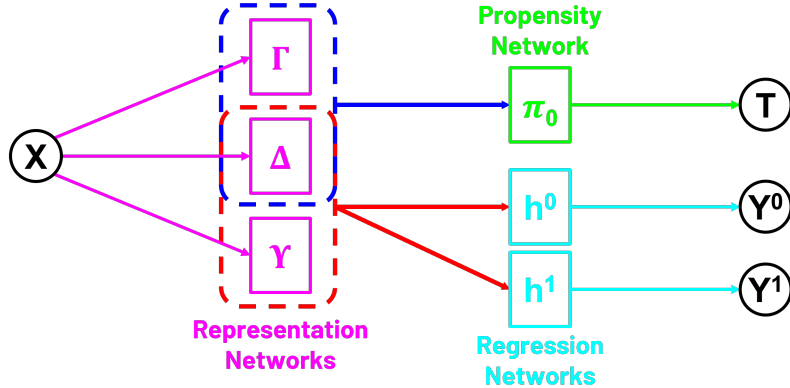 Propensity
Network
Γ
π₀
T
X
Δ
h⁰
Y⁰
ϒ
h¹
Y¹
Representation
Networks
Regression
Networks